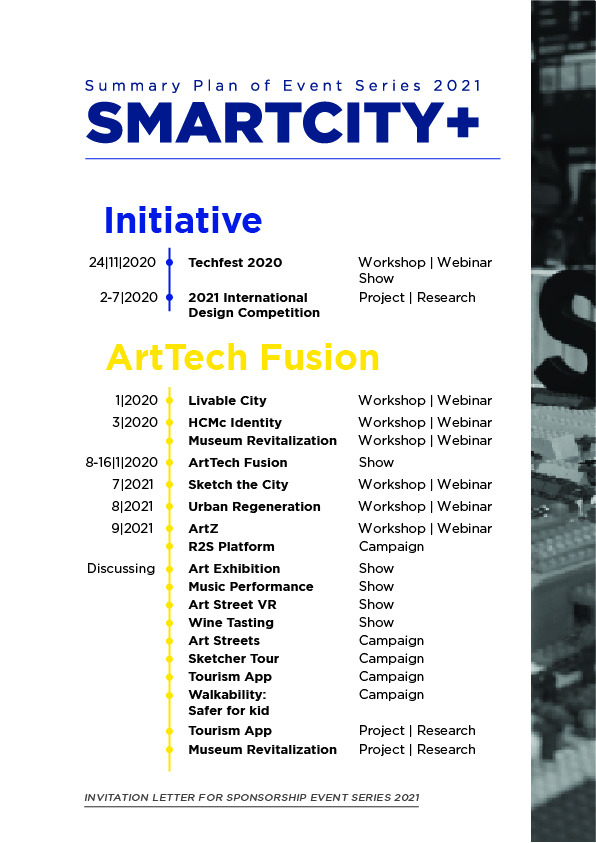 Summary Plan of Event Series 2021
SMARTCITY+
Initiative
24|11|2020 Techfest 2020 Workshop | Webinar
Show
2-7|2020 2021 International Project | Research
Design Competition
ArtTech Fusion
1|2020 Livable City Workshop | Webinar
3|2020 HCMc Identity Workshop | Webinar
Museum Revitalization Workshop | Webinar
8-16|1|2020 ArtTech Fusion Show
7|2021 Sketch the City Workshop | Webinar
8|2021 Urban Regeneration Workshop | Webinar
9|2021 ArtZ Workshop | Webinar
R2S Platform Campaign
Discussing Art Exhibition Show
Music Performance Show
Art Street VR Show
Wine Tasting Show
Art Streets Campaign
Sketcher Tour Campaign
Tourism App Campaign
Walkability: Campaign
Safer for kid
Tourism App Project | Research
Museum Revitalization Project | Research
INVITATION LETTER FOR SPONSORSHIP EVENT SERIES 2021